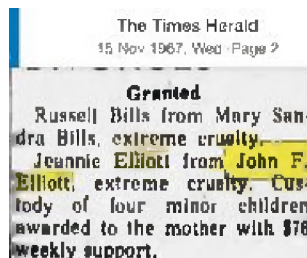 The Times Herald
15 Nov 1967, Wed · Page 2
Granted
Russell Bills from Mary San-
dra Bills, extreme cruelty.
Jeannie Elliott from John F.
Elliott, extreme cruelty. Cus-
tody of four minor children
awarded to the mother with $76
weekly support.